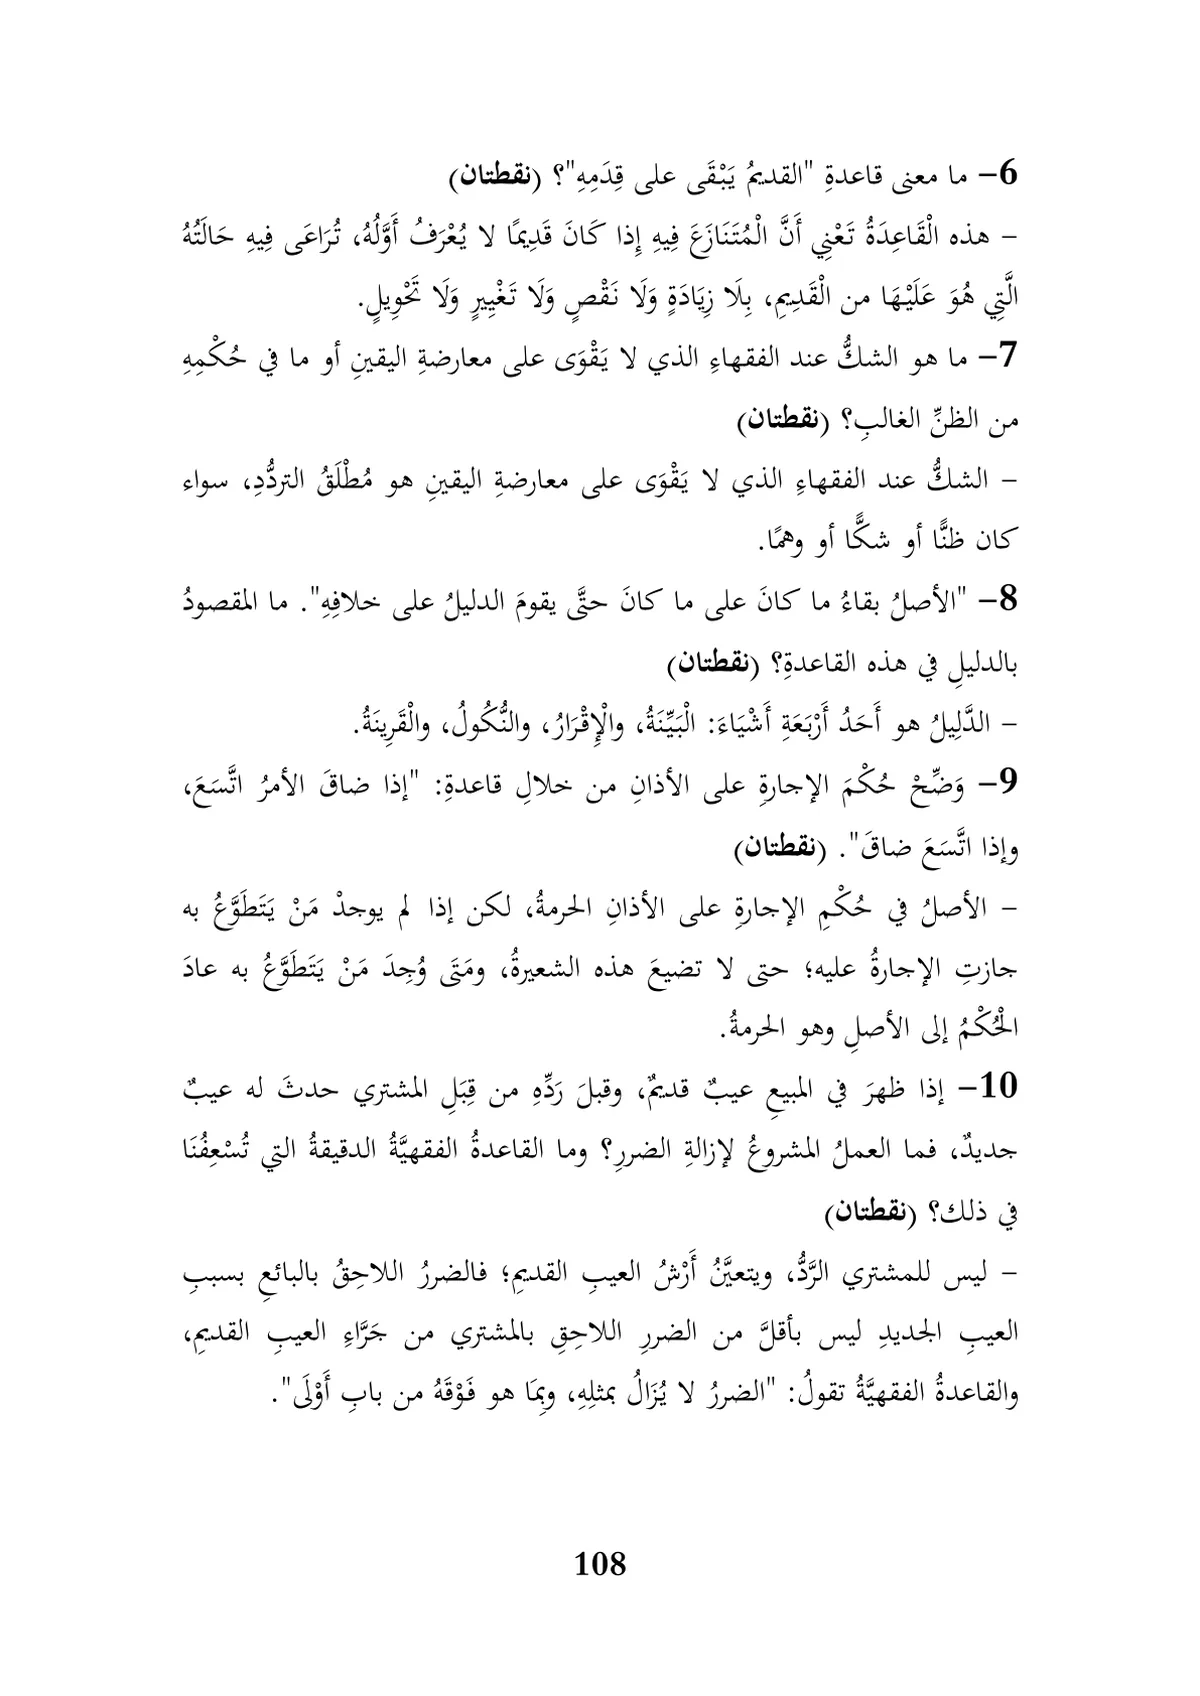 6- ما معنى قاعدةِ "القديمُ يَبْقَى على قِدَمِهِ"؟ (نقطتان)
- هذه الْقَاعِدَةُ تَعْنِي أَنَّ الْمُتَنَازَعَ فِيهِ إِذا كَانَ قَدِيمًا لا يُعْرَفُ أَوَّلُهُ، تُرَاعَى فِيهِ حَالَتُهُ
الَّتِي هُوَ عَلَيْهَا من الْقَدِيمِ، بِلَا زِيَادَةٍ وَلَا نَقْصٍ وَلَا تَغْيِيرٍ وَلَا تَحْوِيلٍ.
7- ما هو الشكُّ عند الفقهاءِ الذي لا يَقْوَى على معارضةِ اليقينِ أو ما في حُكْمِهِ
من الظنِّ الغالبِ؟ (نقطتان)
- الشكُّ عند الفقهاءِ الذي لا يَقْوَى على معارضةِ اليقينِ هو مُطْلَقُ التردُّدِ، سواء
كان ظنًّا أو شكًّا أو وهمًا.
8- "الأصلُ بقاءُ ما كانَ على ما كانَ حتَّى يقومَ الدليلُ على خلافِهِ". ما المقصودُ
بالدليلِ في هذه القاعدةِ؟ (نقطتان)
- الدَّلِيلُ هو أَحَدُ أَرْبَعَةِ أَشْيَاءَ: الْبَيِّنَةُ، والْإِقْرَارُ، والنُّكُولُ، والْقَرِينَةُ.
9- وَضِّحْ حُكْمَ الإجارةِ على الأذانِ من خلالِ قاعدةِ: "إذا ضاقَ الأمرُ اتَّسَعَ،
وإذا اتَّسَعَ ضاقَ". (نقطتان)
- الأصلُ في حُكْمِ الإجارةِ على الأذانِ الحرمةُ، لكن إذا لم يوجدْ مَنْ يَتَطَوَّعُ به
جازتِ الإجارةُ عليه؛ حتى لا تضيعَ هذه الشعيرةُ، ومَتَى وُجِدَ مَنْ يَتَطَوَّعُ به عادَ
الْحُكْمُ إلى الأصلِ وهو الحرمةُ.
10- إذا ظهرَ في المبيعِ عيبٌ قديمٌ، وقبلَ رَدِّهِ من قِبَلِ المشتري حدثَ له عيبٌ
جديدٌ، فما العملُ المشروعُ لإزالةِ الضررِ؟ وما القاعدةُ الفقهيَّةُ الدقيقةُ التي تُسْعِفُنَا
في ذلك؟ (نقطتان)
- ليس للمشتري الرَّدُّ، ويتعيَّنُ أَرْشُ العيبِ القديمِ؛ فالضررُ اللاحِقُ بالبائعِ بسببِ
العيبِ الجديدِ ليس بأقلَّ من الضررِ اللاحِقِ بالمشتري من جَرَّاءِ العيبِ القديمِ،
والقاعدةُ الفقهيَّةُ تقولُ: "الضررُ لا يُزَالُ بمثلِهِ، وبِمَا هو فَوْقَهُ من بابِ أَوْلَى".
108